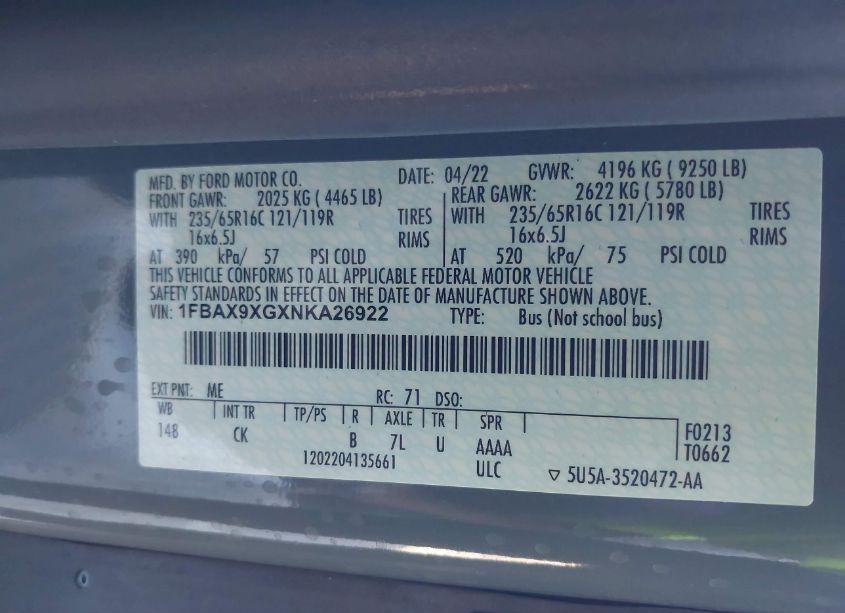 MFD. BY FORD MOTOR CO. DATE: 04/22 GVWR: 4196 KG ( 9250 LB)
FRONT GAWR: 2025 KG ( 4465 LB) REAR GAWR: 2622 KG ( 5780 LB)
WITH 235/65R16C 121/119R TIRES WITH 235/65R16C 121/119R TIRES
16x6.5J RIMS 16x6.5J RIMS
AT 390 kPa/ 57 PSI COLD AT 520 kPa/ 75 PSI COLD
THIS VEHICLE CONFORMS TO ALL APPLICABLE FEDERAL MOTOR VEHICLE
SAFETY STANDARDS IN EFFECT ON THE DATE OF MANUFACTURE SHOWN ABOVE.
VIN: 1FBAX9XGXNKA26922 TYPE: Bus (Not school bus)
EXT PNT: ME RC: 71 DSO:
WB INT TR TP/PS R AXLE TR SPR
148 CK B 7L U AAAA F0213
1202204135661 ULC T0662
5U5A-3520472-AA